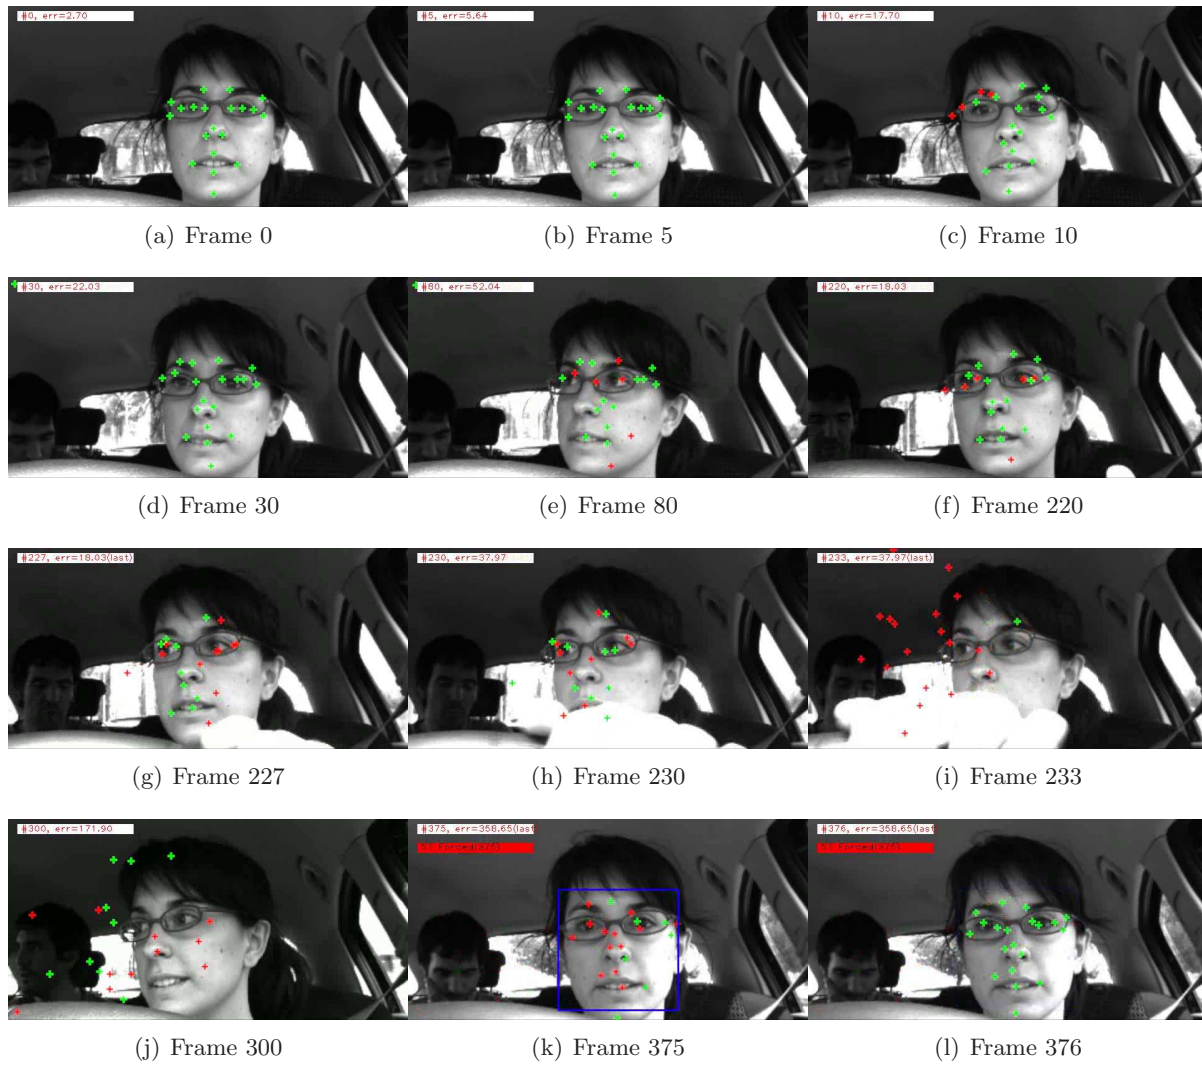 #0, err=2.70
#5, err=5.64
#10, err=17.70
(a) Frame 0
(b) Frame 5
(c) Frame 10
#30, err=22.03
#80, err=52.04
#220, err=18.03
(d) Frame 30
(e) Frame 80
(f) Frame 220
#227, err=18.03(last)
#230, err=37.97
#233, err=37.97(last)
(g) Frame 227
(h) Frame 230
(i) Frame 233
#300, err=171.90
#375, err=358.65(last
#376, err=358.65(last
Forced(375)
Forced(375)
(j) Frame 300
(k) Frame 375
(l) Frame 376